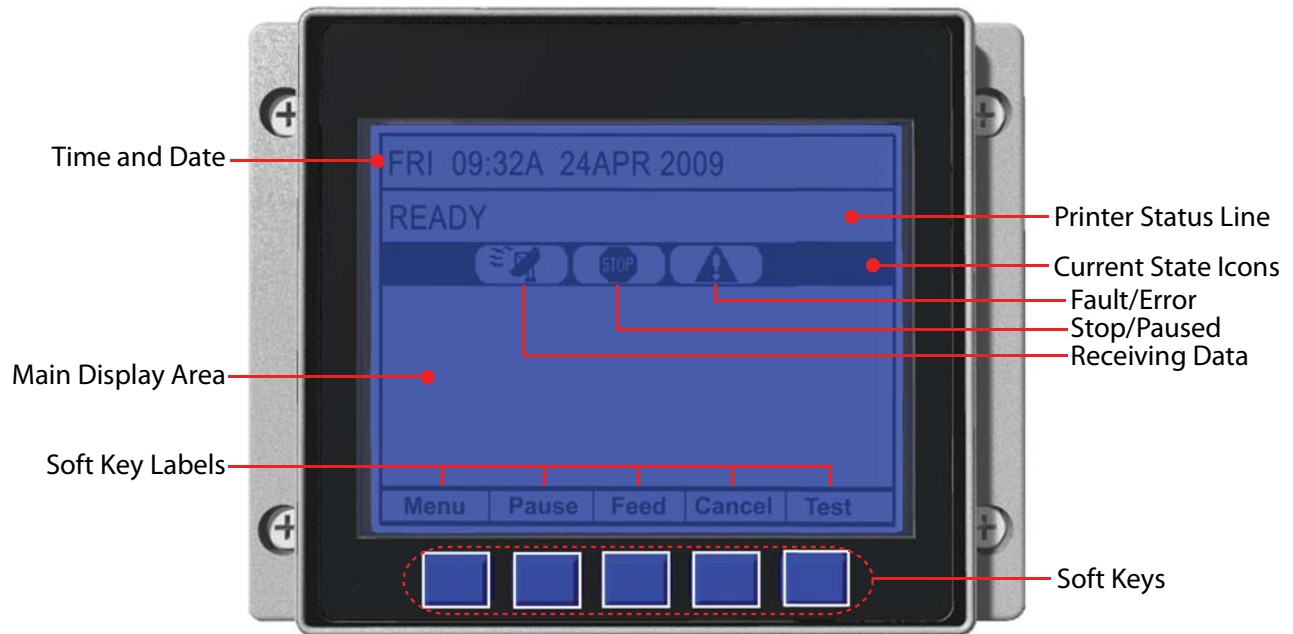 Time and Date
FRI 09:32A 24APR 2009
READY
Printer Status Line
STOP
Current State Icons
Fault/Error
Stop/Paused
Receiving Data
Main Display Area
Soft Key Labels
Menu Pause Feed Cancel Test
Soft Keys